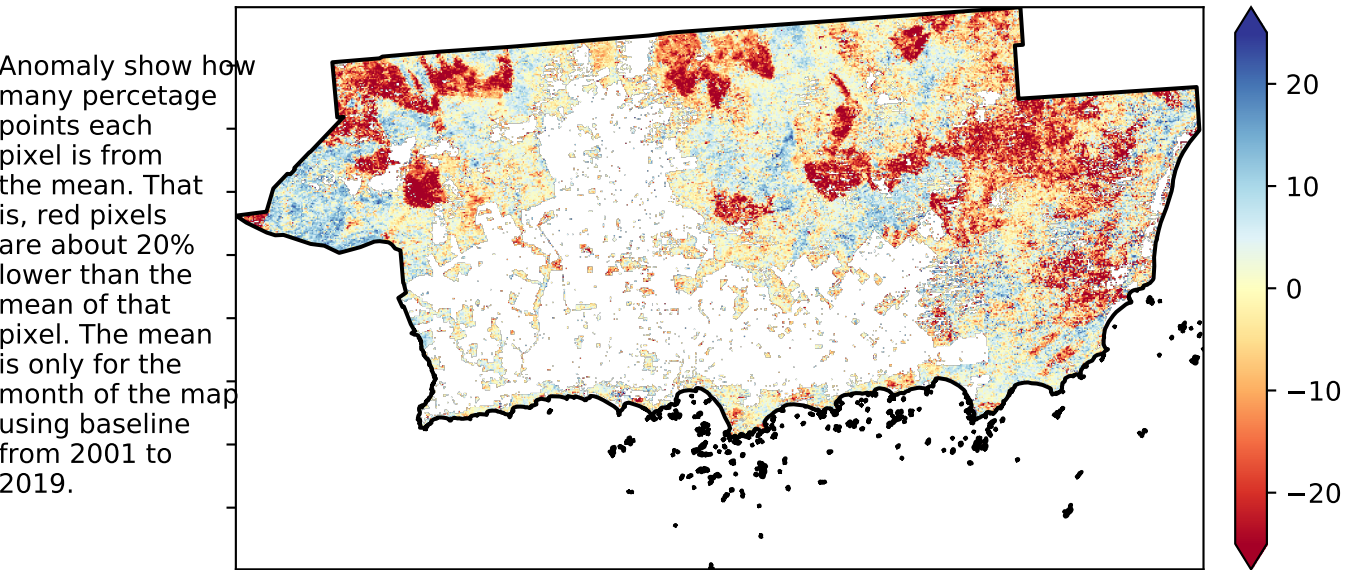 Anomaly show how
many percetage
points each
pixel is from
the mean. That
is, red pixels
are about 20%
lower than the
mean of that
pixel. The mean
is only for the
month of the map
using baseline
from 2001 to
2019.
20
10
0
−10
−20